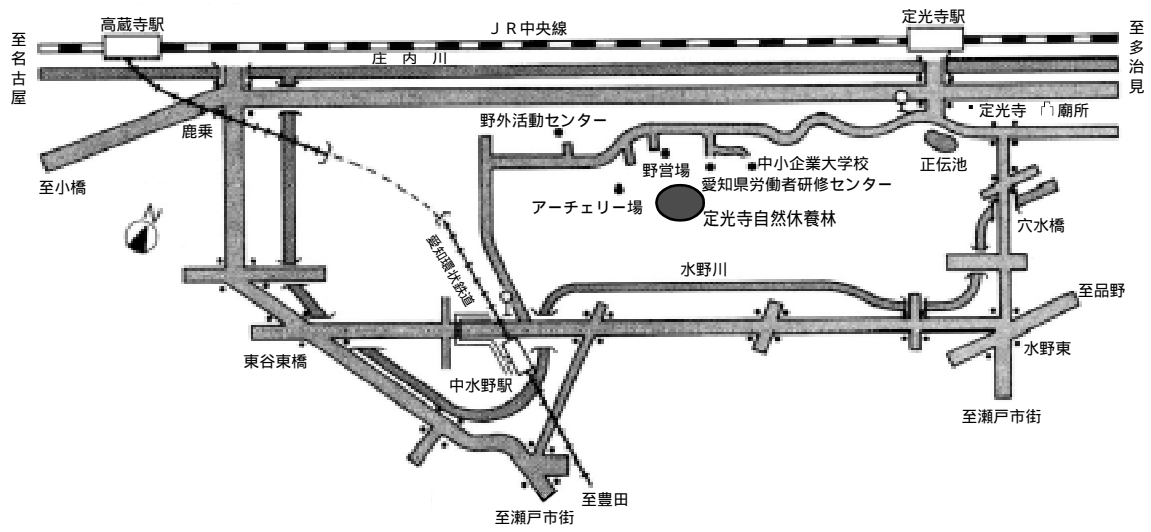 高蔵寺駅
JR中央線
定光寺駅
至名古屋
至多治見
庄内川
定光寺
廟所
鹿乗
野外活動センター
正伝池
至小橋
野営場
中小企業大学校
愛知県労働者研修センター
アーチェリー場
定光寺自然休養林
穴水橋
N
愛知環状鉄道
水野川
至品野
東谷東橋
水野東
中水野駅
至瀬戸市街
至豊田
至瀬戸市街